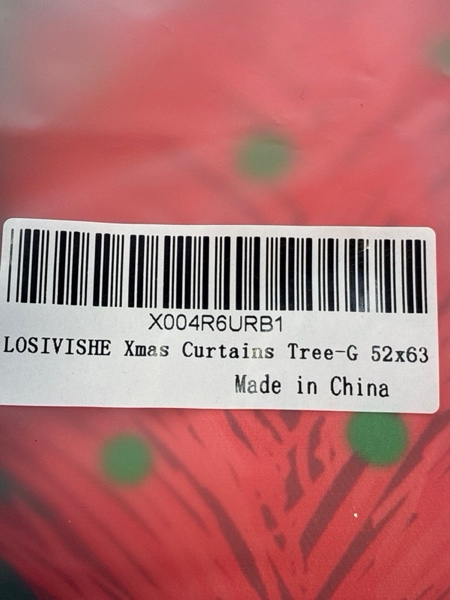 X004R6URB1
LOSIVISHE Xmas Curtains Tree-G 52x63
Made in China